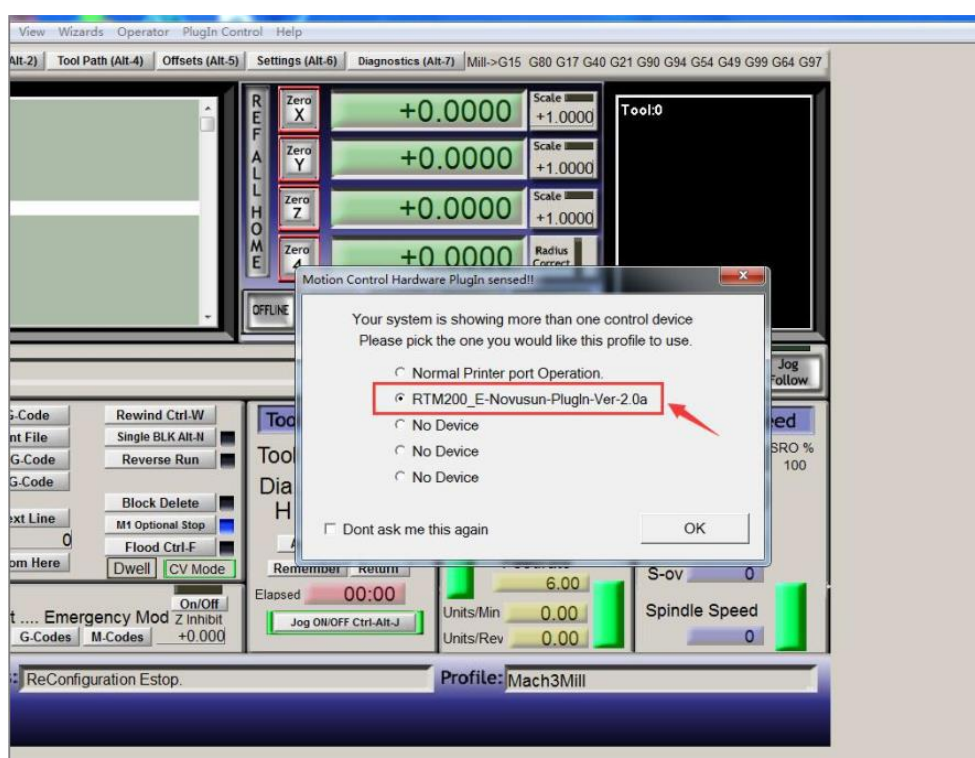 View Wizards Operator PlugIn Control Help
Alt-2) Tool Path (Alt-4) Offsets (Alt-5) Settings (Alt-6) Diagnostics (Alt-7) Mill->G15 G80 G17 G40 G21 G90 G94 G54 G49 G99 G64 G97
REF ALL HOME
Zero X +0.0000 Scale +1.0000
Tool:0
Zero Y +0.0000 Scale +1.0000
Zero Z +0.0000 Scale +1.0000
Zero 4 +0.0000 Radius Correct
OFFLINE
Motion Control Hardware PlugIn sensed!!
Your system is showing more than one control device
Please pick the one you would like this profile to use.
Normal Printer port Operation.
RTM200_E-Novusun-PlugIn-Ver-2.0a
No Device
No Device
No Device
Dont ask me this again
OK
Jog Follow
G-Code Rewind Ctrl-W
nt File Single BLK Alt-N
G-Code Reverse Run
G-Code
Block Delete
ext Line M1 Optional Stop
0 Flood Ctrl-F
om Here Dwell CV Mode
Too
ed
Tool
SRO %
100
Dia
H
Remember Return
Elapsed 00:00
Jog ON/OFF Ctrl-Alt-J
6.00
Units/Min 0.00
Units/Rev 0.00
S-ov 0
Spindle Speed
0
On/Off
t .... Emergency Mod Z Inhibit
G-Codes M-Codes +0.000
ReConfiguration Estop.
Profile: Mach3Mill